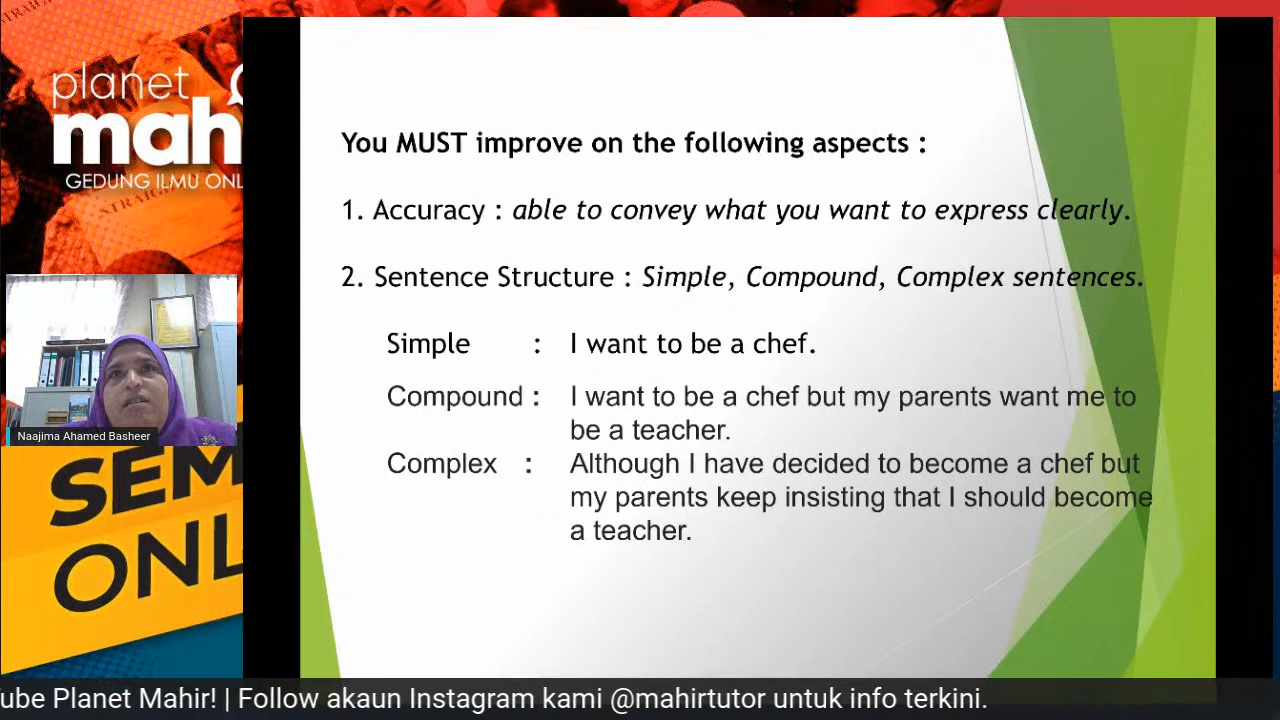 planet
mah
GEDUNG ILMU ONL
You MUST improve on the following aspects :
1. Accuracy : able to convey what you want to express clearly.
2. Sentence Structure : Simple, Compound, Complex sentences.
Simple : I want to be a chef.
Compound : I want to be a chef but my parents want me to
be a teacher.
Complex : Although I have decided to become a chef but
my parents keep insisting that I should become
a teacher.
Naajima Ahamed Basheer
SEM
ONL
Tube Planet Mahir! | Follow akaun Instagram kami @mahirtutor untuk info terkini.